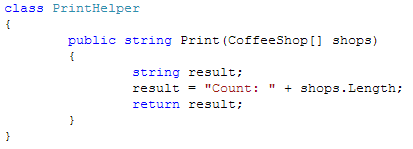 class PrintHelper
{
        public string Print(CoffeeShop[] shops)
        {
                string result;
                result = "Count: " + shops.Length;
                return result;
        }
}